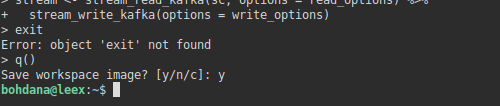 > stream <- stream_read_kafka(sc, options = read_options) %>%
+   stream_write_kafka(options = write_options)
> exit
Error: object 'exit' not found
> q()
Save workspace image? [y/n/c]: y
bohdana@leex:~$